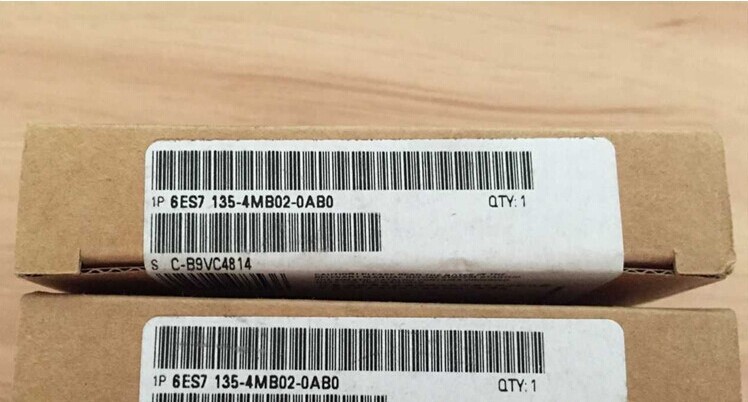 1P 6ES7 135-4MB02-0AB0 QTY: 1
S C-B9VC4814
1P 6ES7 135-4MB02-0AB0 QTY: 1